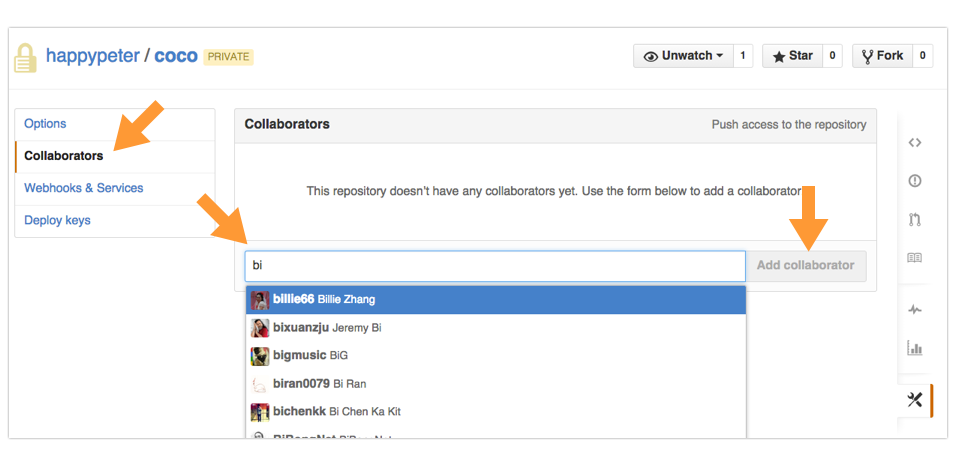 happypeter / coco PRIVATE
Unwatch 1 Star 0 Fork 0
Options
Collaborators
Webhooks & Services
Deploy keys
Collaborators Push access to the repository
This repository doesn't have any collaborators yet. Use the form below to add a collaborator
bi Add collaborator
billie66 Billie Zhang
bixuanzju Jeremy Bi
bigmusic BiG
biran0079 Bi Ran
bichenkk Bi Chen Ka Kit